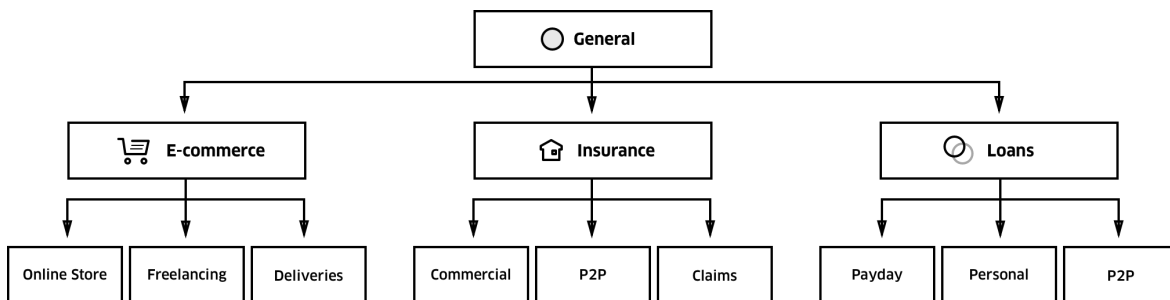 General
E-commerce
Insurance
Loans
Online Store
Freelancing
Deliveries
Commercial
P2P
Claims
Payday
Personal
P2P